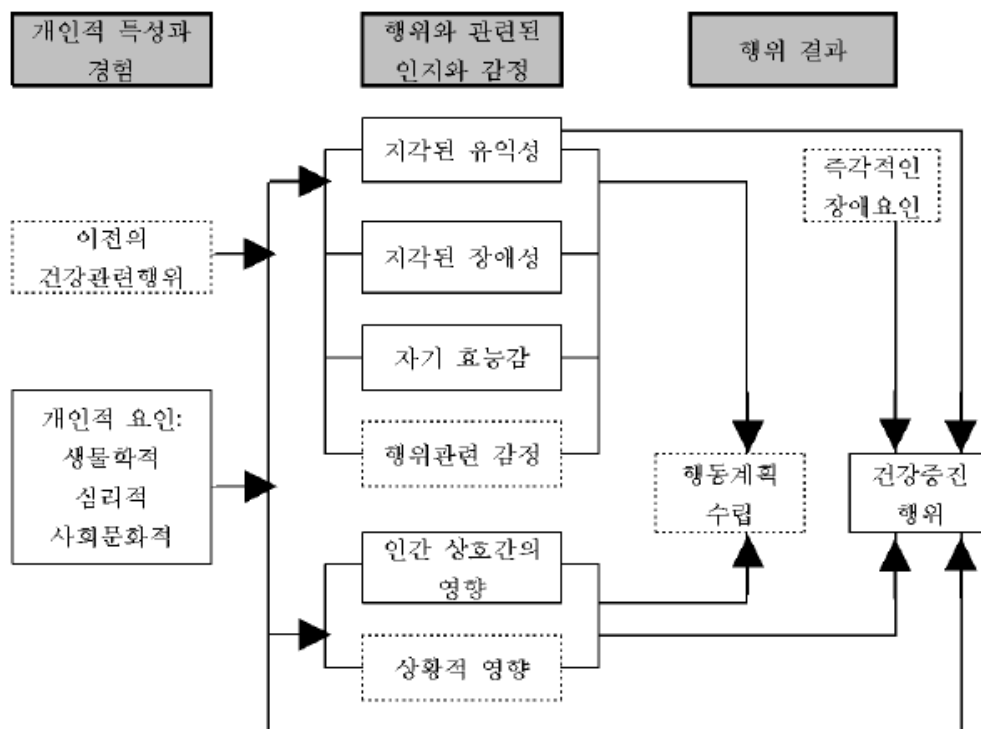 개인적 특성과
경험
행위와 관련된
인지와 감정
행위 결과
지각된 유익성
즉각적인
장애요인
이전의
건강관련행위
지각된 장애성
자기 효능감
개인적 요인:
생물학적
심리적
사회문화적
행위관련 감정
행동계획
수립
건강증진
행위
인간 상호간의
영향
상황적 영향